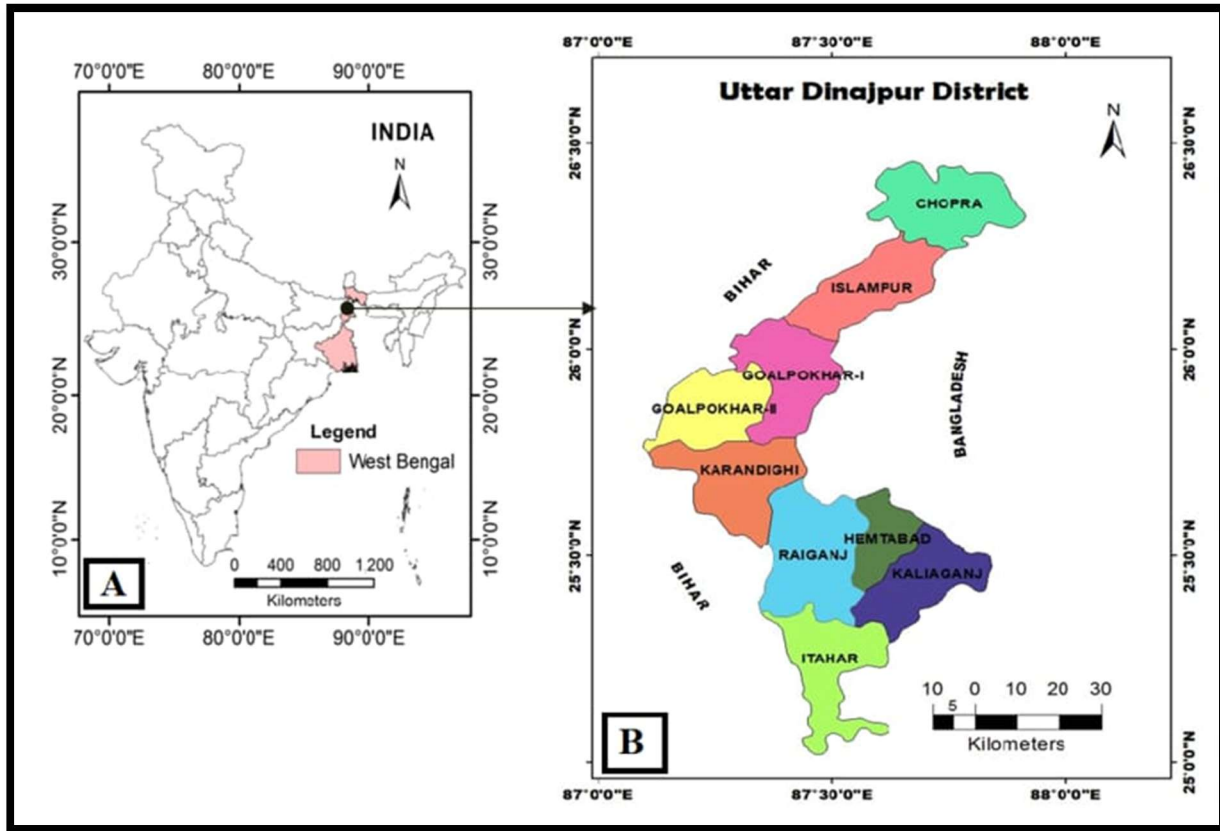 70°0'0"E 80°0'0"E 90°0'0"E
INDIA
N
30°0'0"N
20°0'0"N
10°0'0"N
30°0'0"N
20°0'0"N
10°0'0"N
Legend
West Bengal
0 400 800 1200
Kilometers
A
70°0'0"E 80°0'0"E 90°0'0"E
87°0'0"E 87°30'0"E 88°0'0"E
Uttar Dinajpur District
N
26°30'0"N
26°0'0"N
25°30'0"N
26°30'0"N
26°0'0"N
25°30'0"N
25°0'0"N
CHOPRA
BIHAR
ISLAMPUR
GOALPOKHAR-I
BANGLADESH
GOALPOKHAR-II
KARANDIGHI
HEMTABAD
RAIGANJ
KALIAGANJ
BIHAR
ITAHAR
10 5 0 10 20 30
Kilometers
B
87°0'0"E 87°30'0"E 88°0'0"E